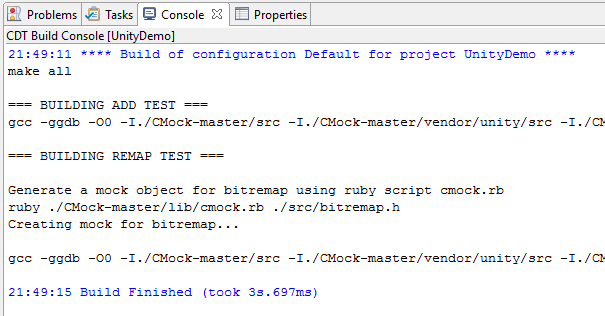 Problems Tasks Console Properties
CDT Build Console [UnityDemo]
21:49:11 **** Build of configuration Default for project UnityDemo ****
make all
=== BUILDING ADD TEST ===
gcc -ggdb -O0 -I./CMock-master/src -I./CMock-master/vendor/unity/src -I./CM
=== BUILDING REMAP TEST ===
Generate a mock object for bitremap using ruby script cmock.rb
ruby ./CMock-master/lib/cmock.rb ./src/bitremap.h
Creating mock for bitremap...
gcc -ggdb -O0 -I./CMock-master/src -I./CMock-master/vendor/unity/src -I./CM
21:49:15 Build Finished (took 3s.697ms)